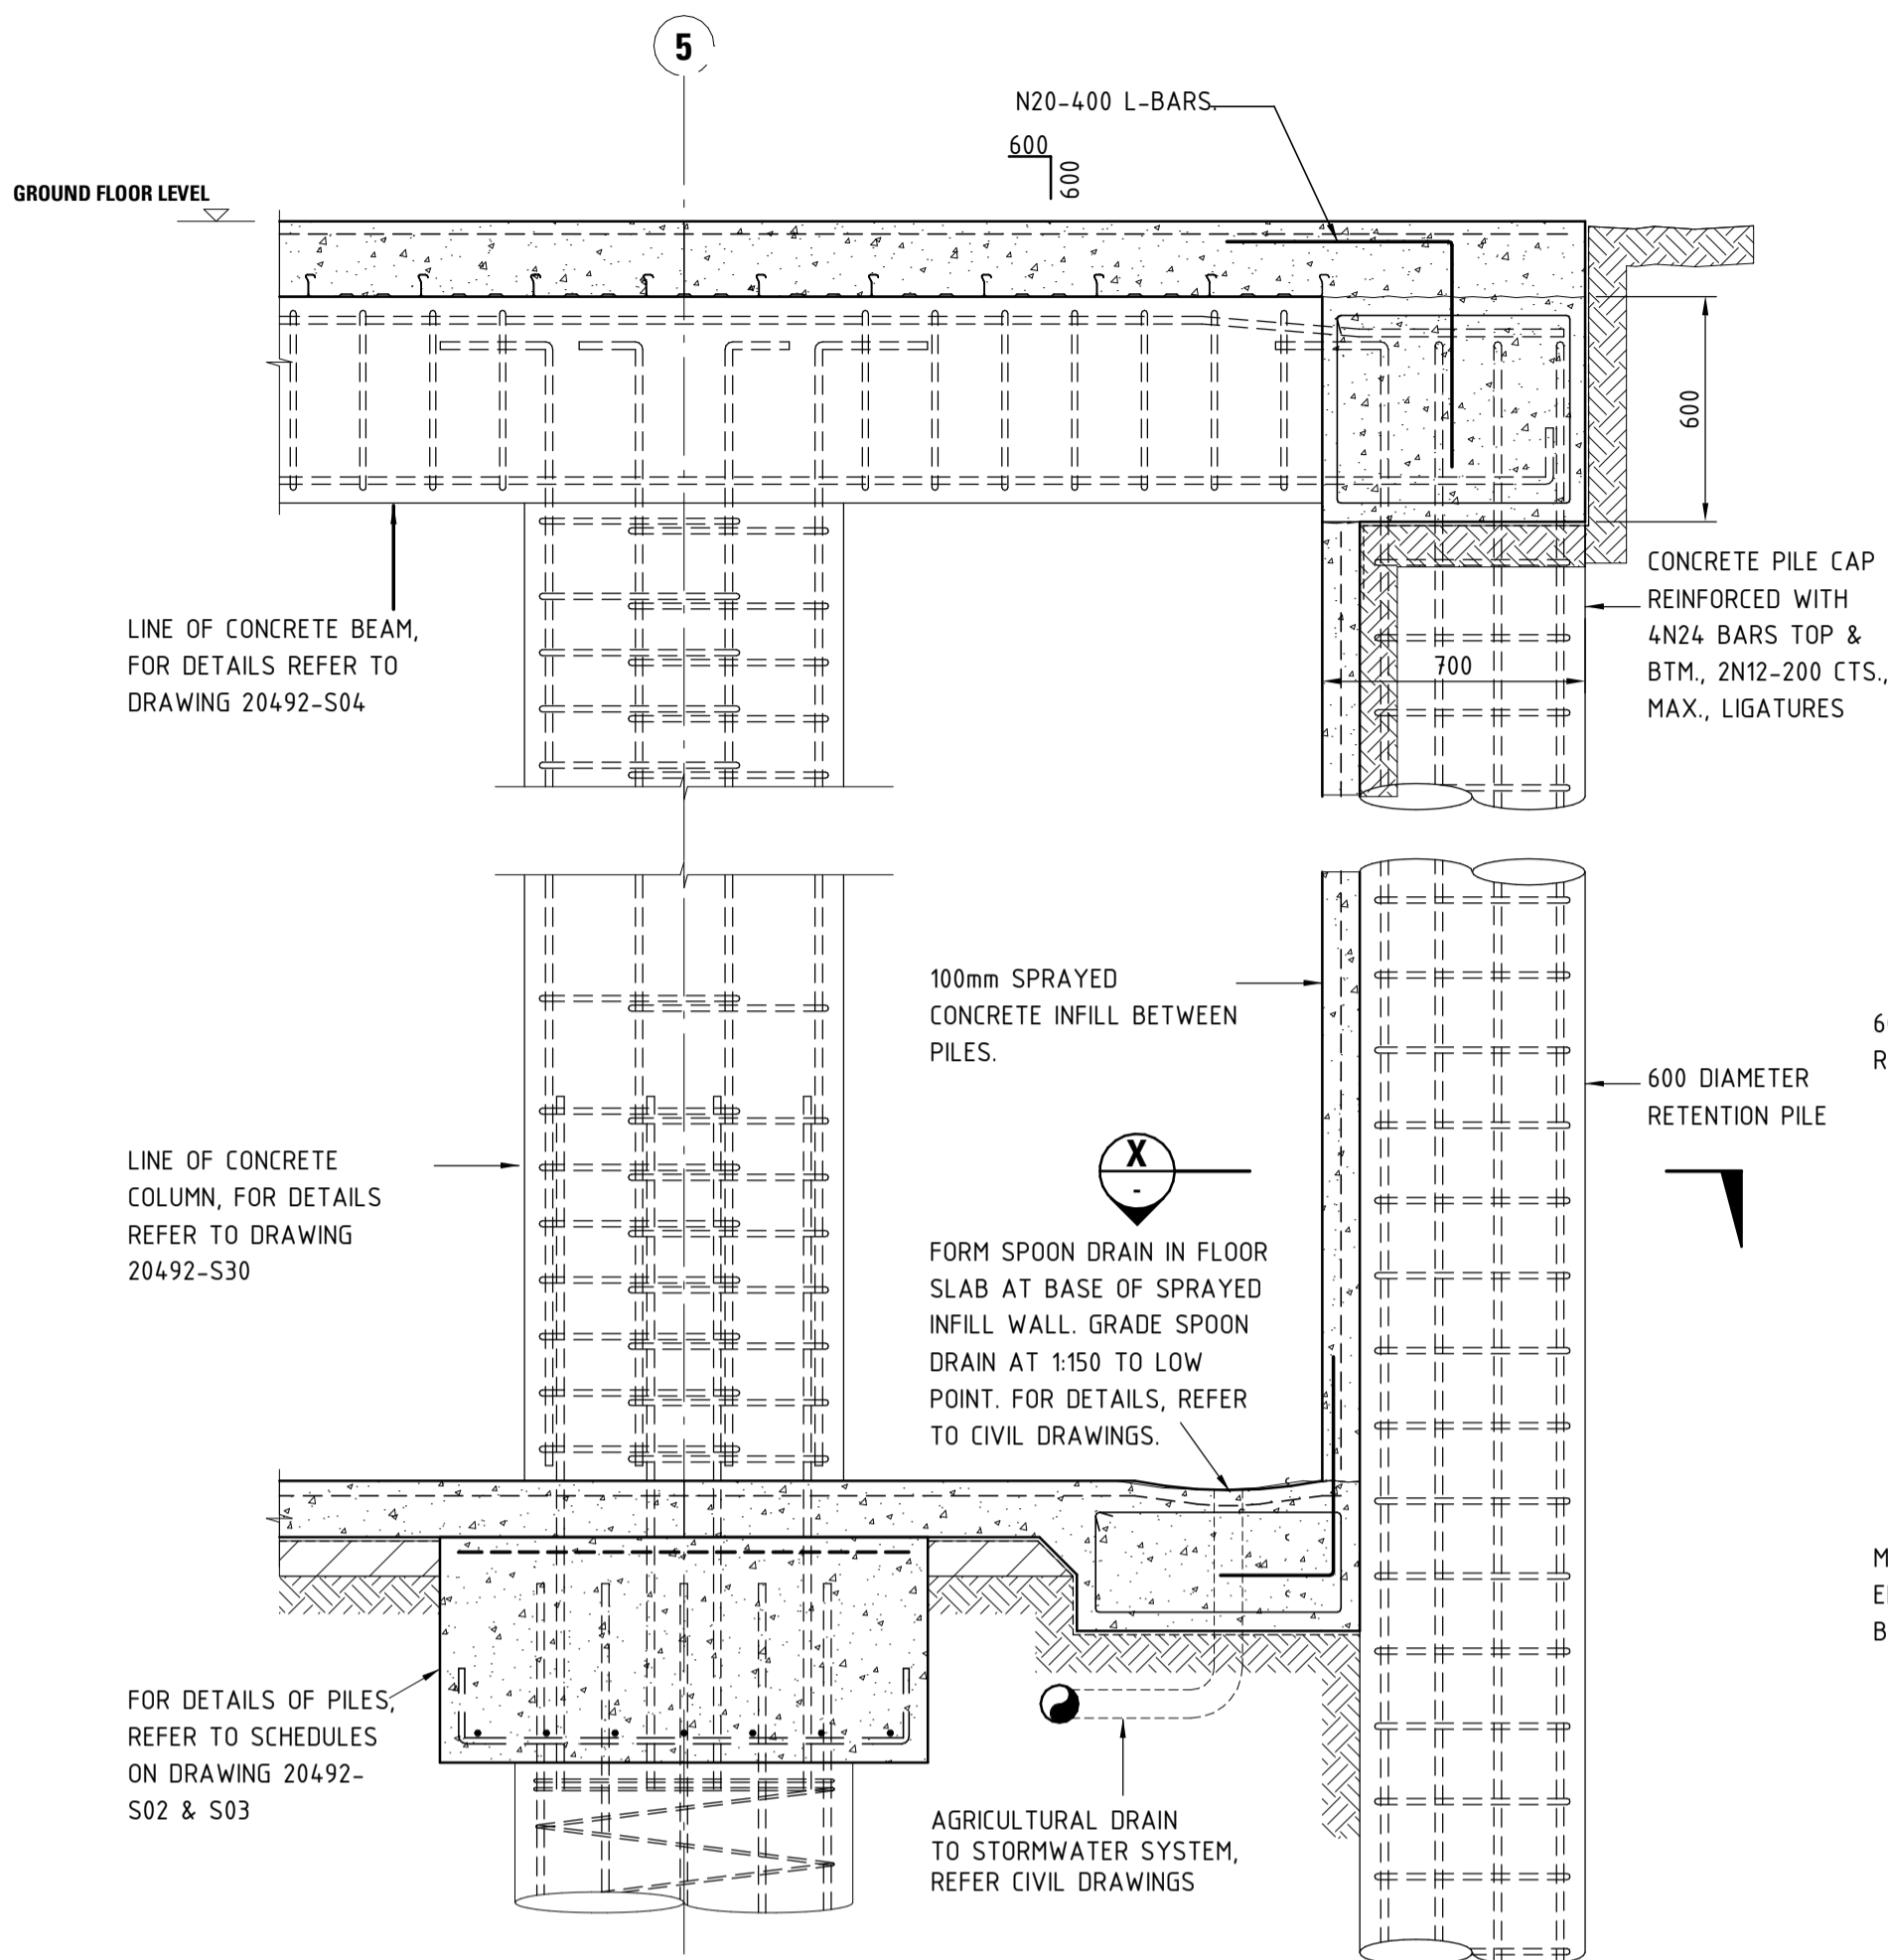 5
N20-400 L-BARS.
600
600
GROUND FLOOR LEVEL
600
CONCRETE PILE CAP
REINFORCED WITH
4N24 BARS TOP &
BTM., 2N12-200 CTS.,
MAX., LIGATURES
700
LINE OF CONCRETE BEAM,
FOR DETAILS REFER TO
DRAWING 20492-S04
100mm SPRAYED
CONCRETE INFILL BETWEEN
PILES.
600 DIAMETER
RETENTION PILE
LINE OF CONCRETE
COLUMN, FOR DETAILS
REFER TO DRAWING
20492-S30
X
-
FORM SPOON DRAIN IN FLOOR
SLAB AT BASE OF SPRAYED
INFILL WALL. GRADE SPOON
DRAIN AT 1:150 TO LOW
POINT. FOR DETAILS, REFER
TO CIVIL DRAWINGS.
FOR DETAILS OF PILES,
REFER TO SCHEDULES
ON DRAWING 20492-
S02 & S03
AGRICULTURAL DRAIN
TO STORMWATER SYSTEM,
REFER CIVIL DRAWINGS